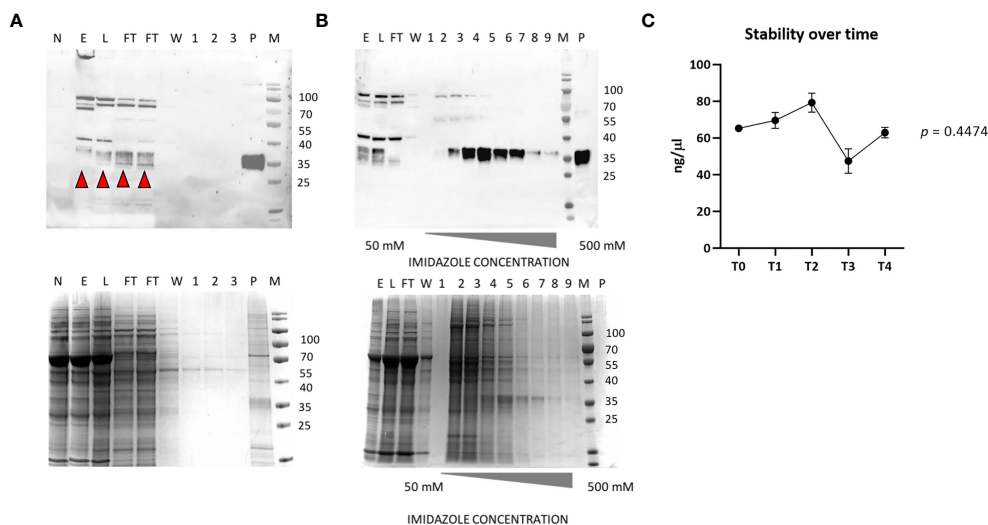 A
N E L FT FT W 1 2 3 P M
100
70
55
40
35
25
N E L FT FT W 1 2 3 P M
100
70
55
40
35
25
B
E L FT W 1 2 3 4 5 6 7 8 9 M P
100
70
55
40
35
25
50 mM 500 mM
IMIDAZOLE CONCENTRATION
E L FT W 1 2 3 4 5 6 7 8 9 M P
100
70
55
40
35
25
50 mM 500 mM
IMIDAZOLE CONCENTRATION
C
Stability over time
100
80
60
40
20
0
ng/µl
T0 T1 T2 T3 T4
p = 0.4474